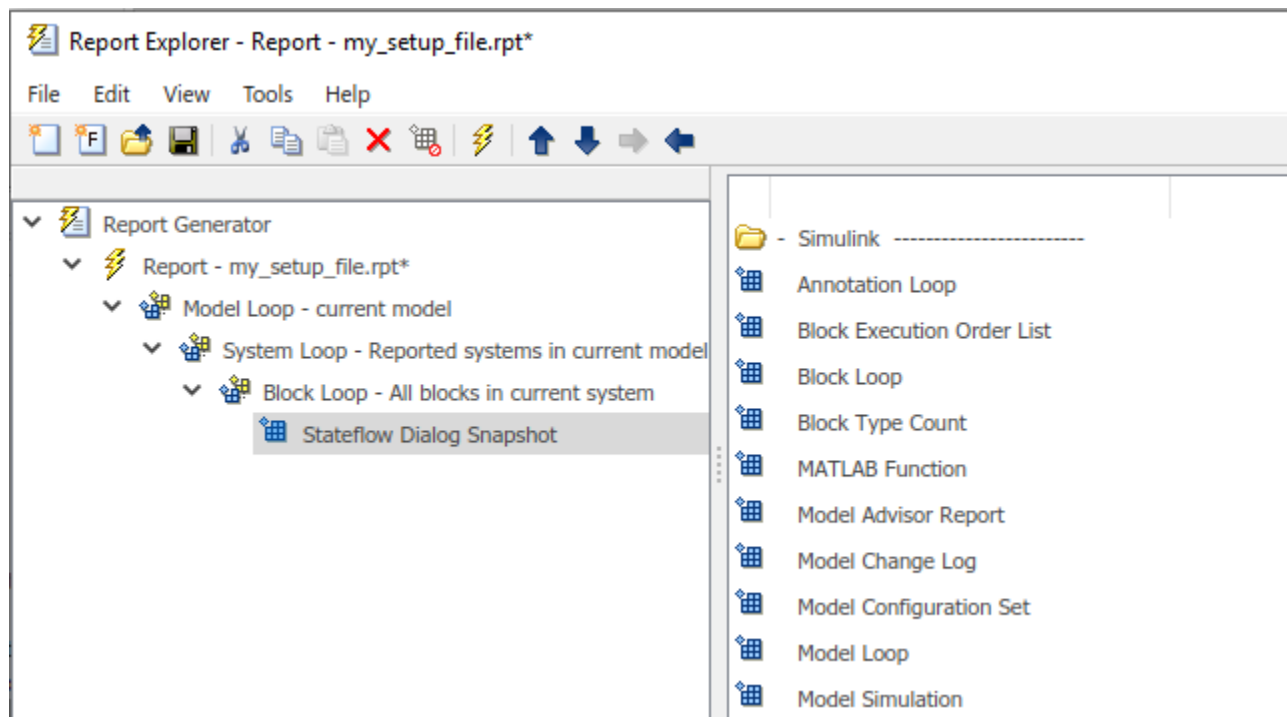 Report Explorer - Report - my_setup_file.rpt*
File Edit View Tools Help
F
Report Generator
Report - my_setup_file.rpt*
Model Loop - current model
System Loop - Reported systems in current model
Block Loop - All blocks in current system
Stateflow Dialog Snapshot
- Simulink -------------------------
Annotation Loop
Block Execution Order List
Block Loop
Block Type Count
MATLAB Function
Model Advisor Report
Model Change Log
Model Configuration Set
Model Loop
Model Simulation